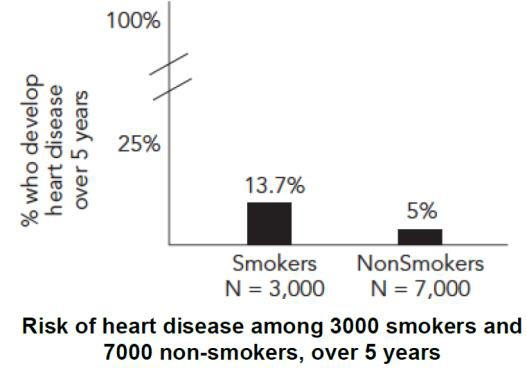 100%
% who develop
heart disease
over 5 years
25%
13.7%
5%
Smokers
N = 3,000
NonSmokers
N = 7,000
Risk of heart disease among 3000 smokers and
7000 non-smokers, over 5 years